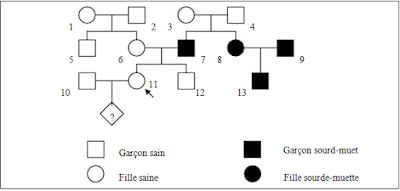 1 2 3 4
5 6 7 8 9
10 11 12 13
?
Garçon sain Garçon sourd-muet
Fille saine Fille sourde-muette